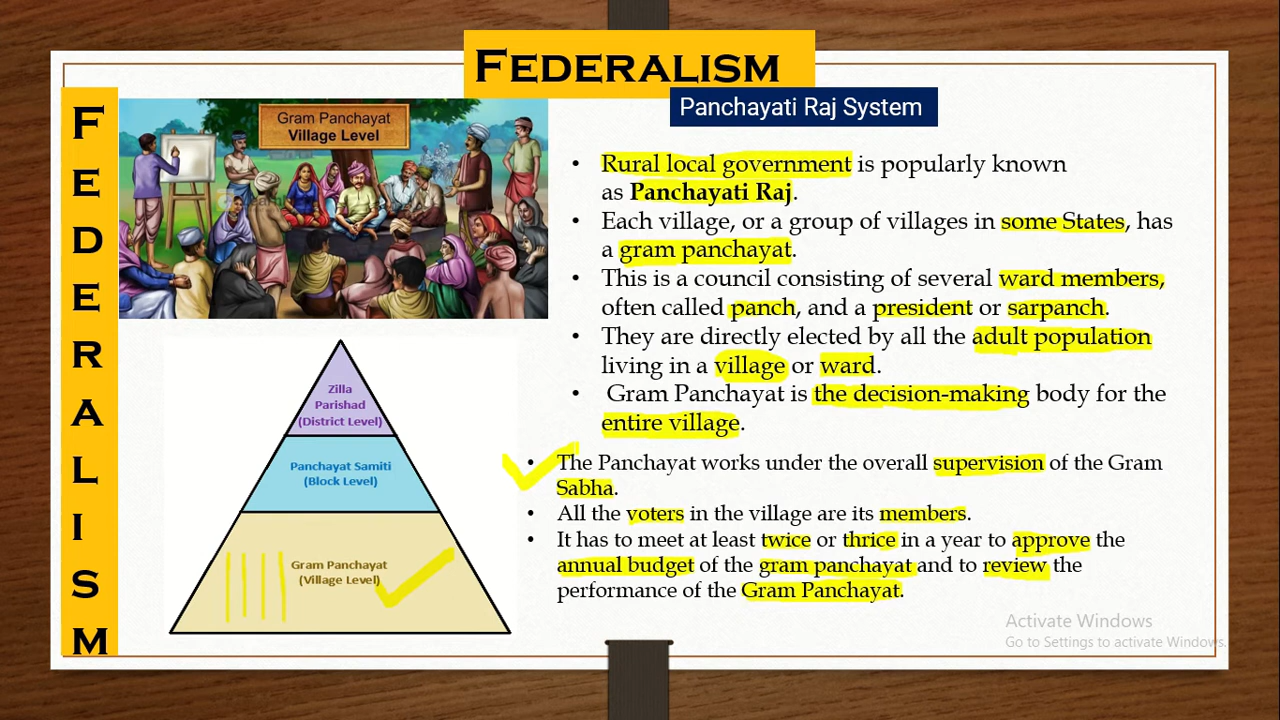 FEDERALISM
Panchayati Raj System
F
E
D
E
R
A
L
I
S
M
Gram Panchayat
Village Level
Zilla
Parishad
(District Level)
Panchayat Samiti
(Block Level)
Gram Panchayat
(Village Level)
• Rural local government is popularly known
as Panchayati Raj.
• Each village, or a group of villages in some States, has
a gram panchayat.
• This is a council consisting of several ward members,
often called panch, and a president or sarpanch.
• They are directly elected by all the adult population
living in a village or ward.
• Gram Panchayat is the decision-making body for the
entire village.
• The Panchayat works under the overall supervision of the Gram
Sabha.
• All the voters in the village are its members.
• It has to meet at least twice or thrice in a year to approve the
annual budget of the gram panchayat and to review the
performance of the Gram Panchayat.
Activate Windows
Go to Settings to activate Windows.